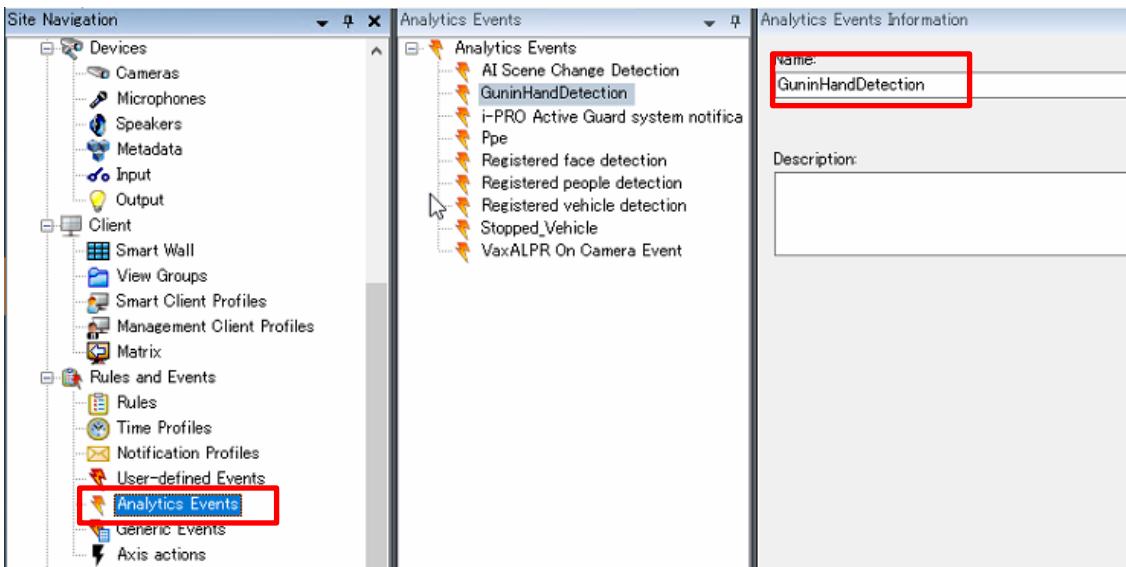 Site Navigation
Devices
Cameras
Microphones
Speakers
Metadata
Input
Output
Client
Smart Wall
View Groups
Smart Client Profiles
Management Client Profiles
Matrix
Rules and Events
Rules
Time Profiles
Notification Profiles
User-defined Events
Analytics Events
Generic Events
Axis actions
Analytics Events
Analytics Events
AI Scene Change Detection
GuninHandDetection
i-PRO Active Guard system notifica
Ppe
Registered face detection
Registered people detection
Registered vehicle detection
Stopped_Vehicle
VaxALPR On Camera Event
Analytics Events Information
Name:
GuninHandDetection
Description: